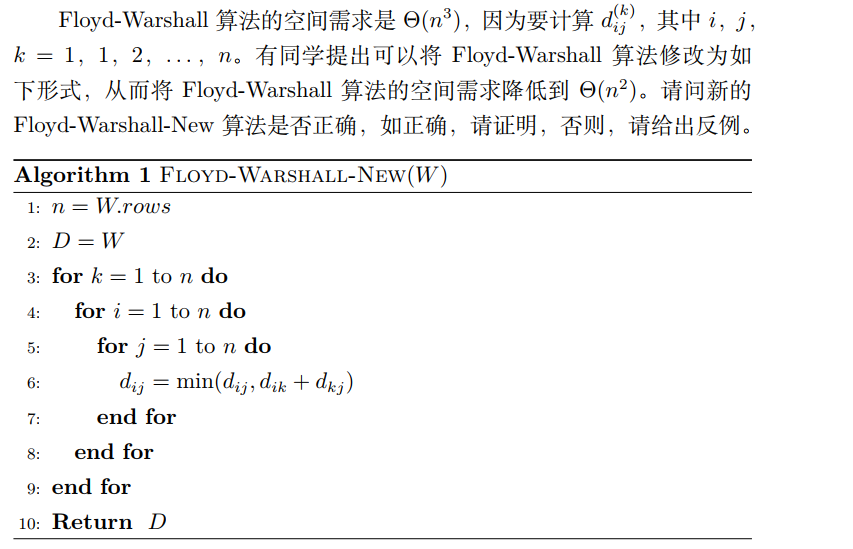 Floyd-Warshall 算法的空间需求是 Θ(n³)，因为要计算 d_{ij}^{(k)}，其中 i，j，
k = 1，1，2，...，n。有同学提出可以将 Floyd-Warshall 算法修改为如
下形式，从而将 Floyd-Warshall 算法的空间需求降低到 Θ(n²)。请问新的
Floyd-Warshall-New 算法是否正确，如正确，请证明，否则，请给出反例。
Algorithm 1 FLOYD-WARSHALL-NEW(W)
1: n = W.rows
2: D = W
3: for k = 1 to n do
4: for i = 1 to n do
5: for j = 1 to n do
6: d_{ij} = min(d_{ij}, d_{ik} + d_{kj})
7: end for
8: end for
9: end for
10: Return D